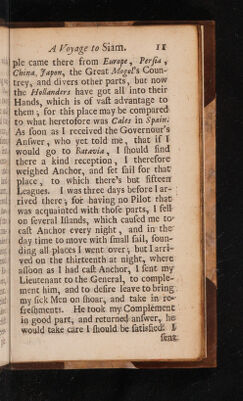 A Voyage to Siam. 11
ple came there from Europe, Persia,
China, Japon, the Great Mogol's Coun-
trey, and divers other parts, but now
the Hollanders have got all into their
Hands, which is of vaſt advantage to
them; for this place may be compared
to what heretofore was Cales in Spain.
As ſoon as I received the Governour's
Anſwer, who yet told me, that if I
would go to Batavia, I ſhould find
there a kind reception, I therefore
weighed Anchor, and ſet ſail for that
place, to which there's but fifteen
Leagues. I was three days before I ar-
rived there; for having no Pilot that
was acquainted with thoſe parts, I fell
on ſeveral Iſlands, which cauſed me to
caſt Anchor every night, and in the
day time to move with ſmall ſail, ſoun-
ding all places I went over; but I arri-
ved on the thirteenth at night, where
aſſoon as I had caſt Anchor, I ſent my
Lieutenant to the General, to comple-
ment him, and to deſire leave to bring
my ſick Men on ſhoar, and take in re-
freſhments. He took my Complement
in good part, and returned anſwer, he
would take care I ſhould be ſatisfied. I
ſent